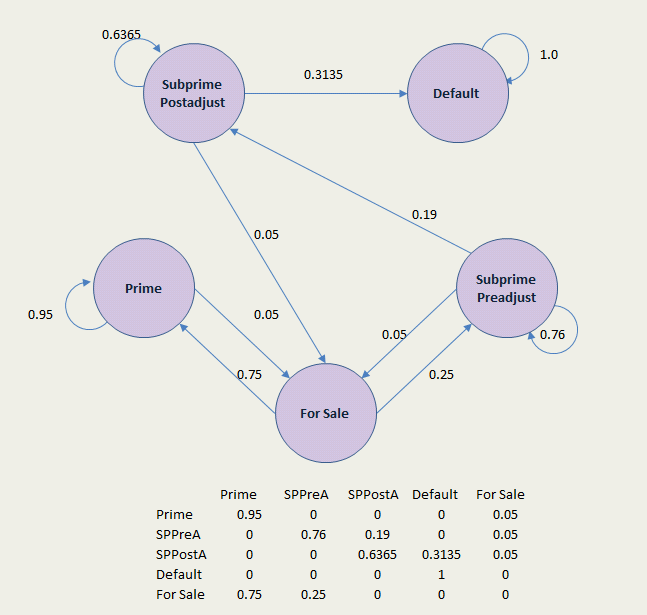 0.6365
Subprime
Postadjust
0.3135
Default
1.0
0.19
0.05
Prime
0.95
0.05
Subprime
Preadjust
0.76
0.05
0.75
0.25
For Sale
Prime SPPreA SPPostA Default For Sale
Prime 0.95 0 0 0 0.05
SPPreA 0 0.76 0.19 0 0.05
SPPostA 0 0 0.6365 0.3135 0.05
Default 0 0 0 1 0
For Sale 0.75 0.25 0 0 0